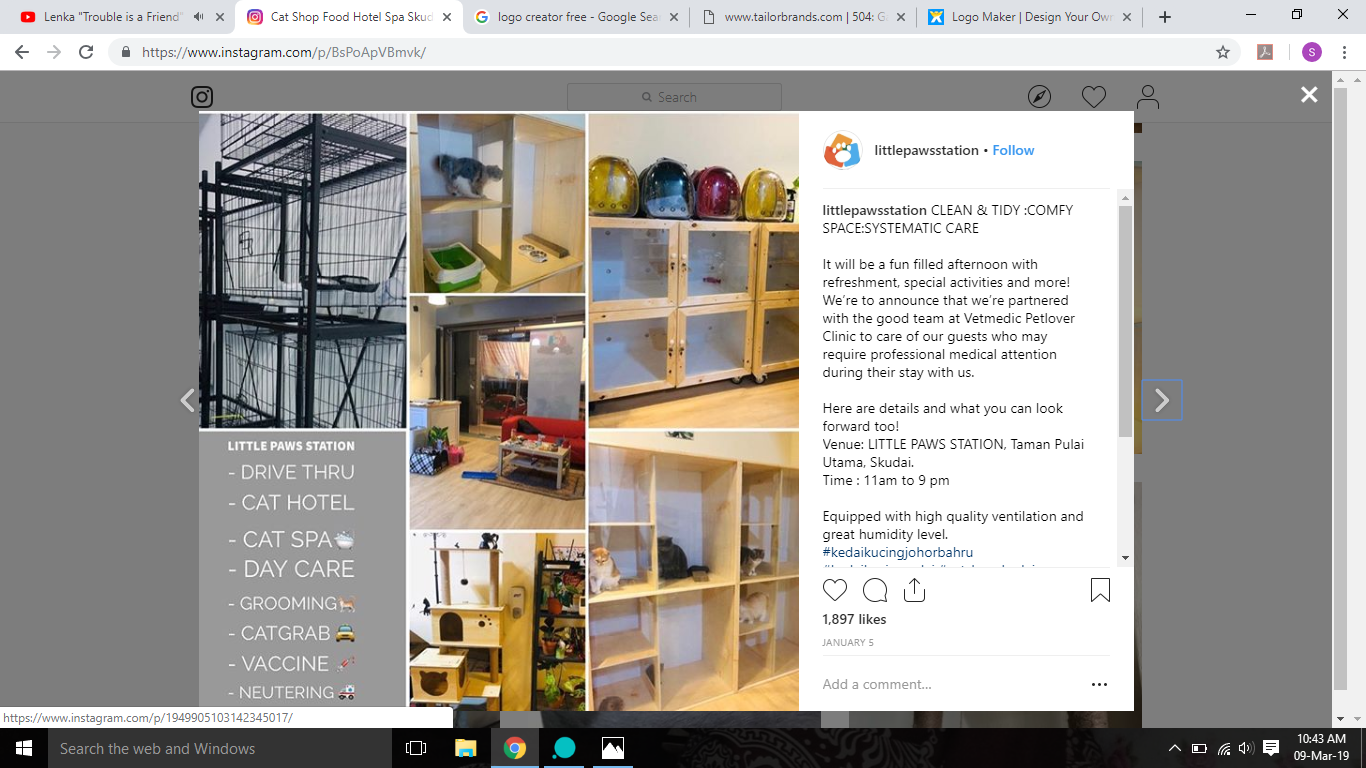 Lenka "Trouble is a Friend"
Cat Shop Food Hotel Spa Skud
logo creator free - Google Sea
www.tailorbrands.com | 504: Ga
Logo Maker | Design Your Own
https://www.instagram.com/p/BsPoApVBmvk/
S
Search
littlepawsstation • Follow
littlepawsstation CLEAN & TIDY :COMFY
SPACE:SYSTEMATIC CARE
It will be a fun filled afternoon with
refreshment, special activities and more!
We're to announce that we're partnered
with the good team at Vetmedic Petlover
Clinic to care of our guests who may
require professional medical attention
during their stay with us.
Here are details and what you can look
forward too!
Venue: LITTLE PAWS STATION, Taman Pulai
Utama, Skudai.
Time : 11am to 9 pm
Equipped with high quality ventilation and
great humidity level.
#kedaikucingjohorbahru
LITTLE PAWS STATION
- DRIVE THRU
- CAT HOTEL
- CAT SPA
- DAY CARE
- GROOMING
- CATGRAB
- VACCINE
- NEUTERING
1,897 likes
JANUARY 5
Add a comment...
https://www.instagram.com/p/1949905103142345017/
Search the web and Windows
10:43 AM
09-Mar-19